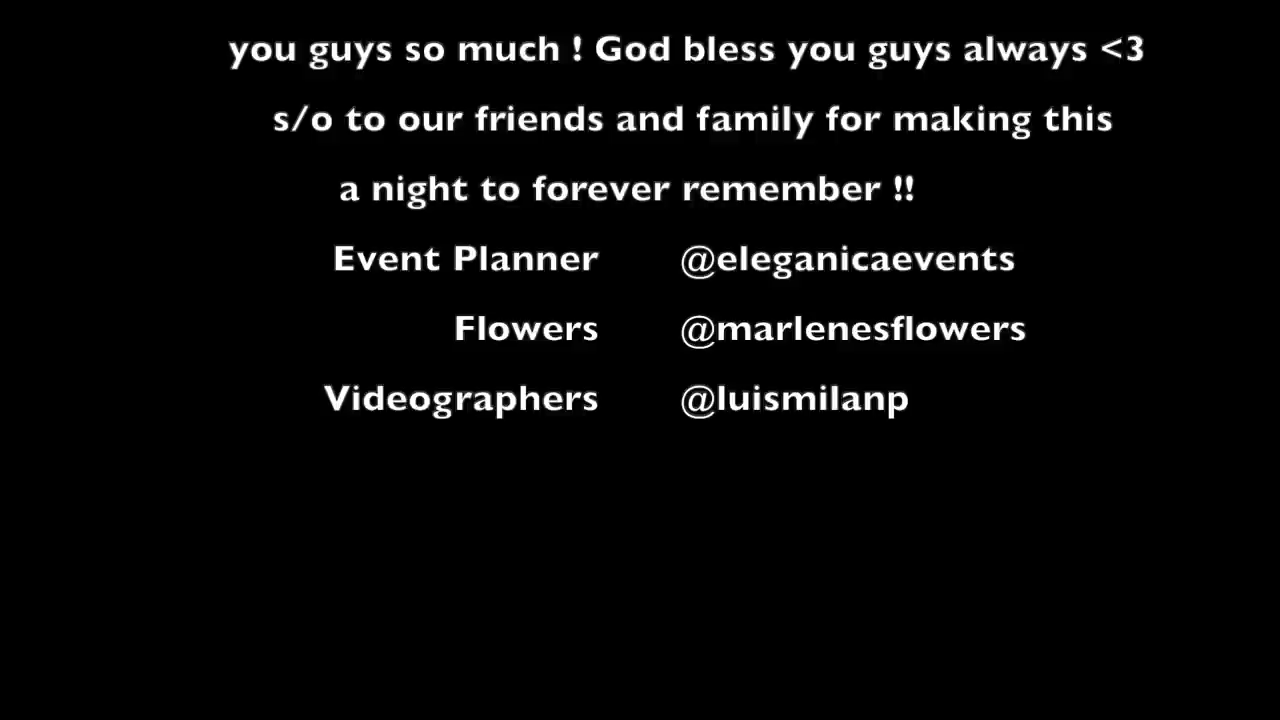 you guys so much ! God bless you guys always <3
s/o to our friends and family for making this
a night to forever remember !!
Event Planner @eleganicaevents
Flowers @marlenesflowers
Videographers @luismilanp